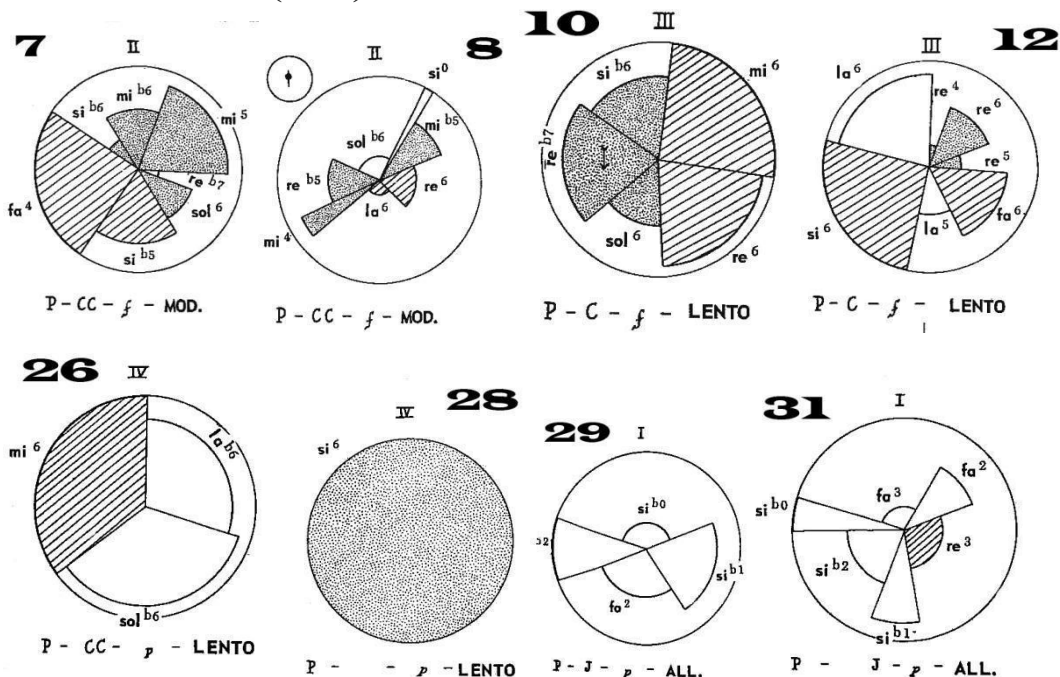 7
II
mi b6
si b6
mi 5
re b7
fa 4
sol 6
si b5
P - CC - f - MOD.
8
II
si 0
sol b6
mi b5
re b5
re 6
la 6
mi 4
P - CC - f - MOD.
10
III
si b6
mi 6
re b7
sol 6
re 6
P - C - f - LENTO
12
III
la 6
re 4
re 6
re 5
si 6
la 5
fa 6
P - C - f - LENTO
26
IV
mi 6
la b6
sol b6
P - CC - p - LENTO
28
IV
si 6
P - - p - LENTO
29
I
si b0
b2
si b1
fa 2
P - J - p - ALL.
31
I
fa 2
fa 3
si b0
re 3
si b2
si b1
P - J - p - ALL.